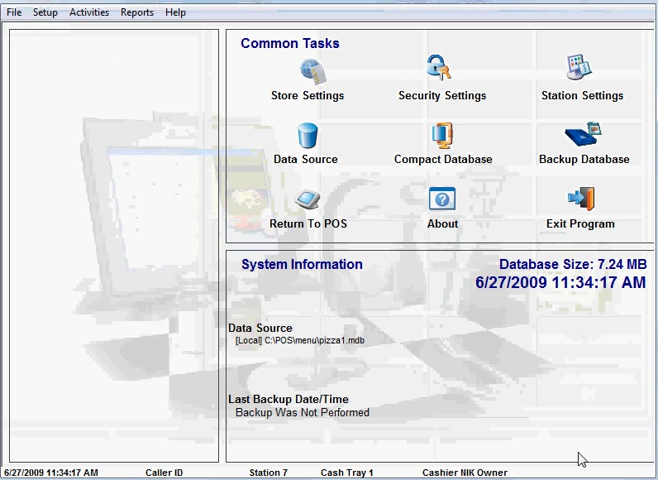 File Setup Activities Reports Help
Common Tasks
Store Settings Security Settings Station Settings
Data Source Compact Database Backup Database
Return To POS About Exit Program
System Information Database Size: 7.24 MB
6/27/2009 11:34:17 AM
Data Source
[Local] C:\POS\menu\pizza1.mdb
Last Backup Date/Time
Backup Was Not Performed
6/27/2009 11:34:17 AM Caller ID Station 7 Cash Tray 1 Cashier NIK Owner